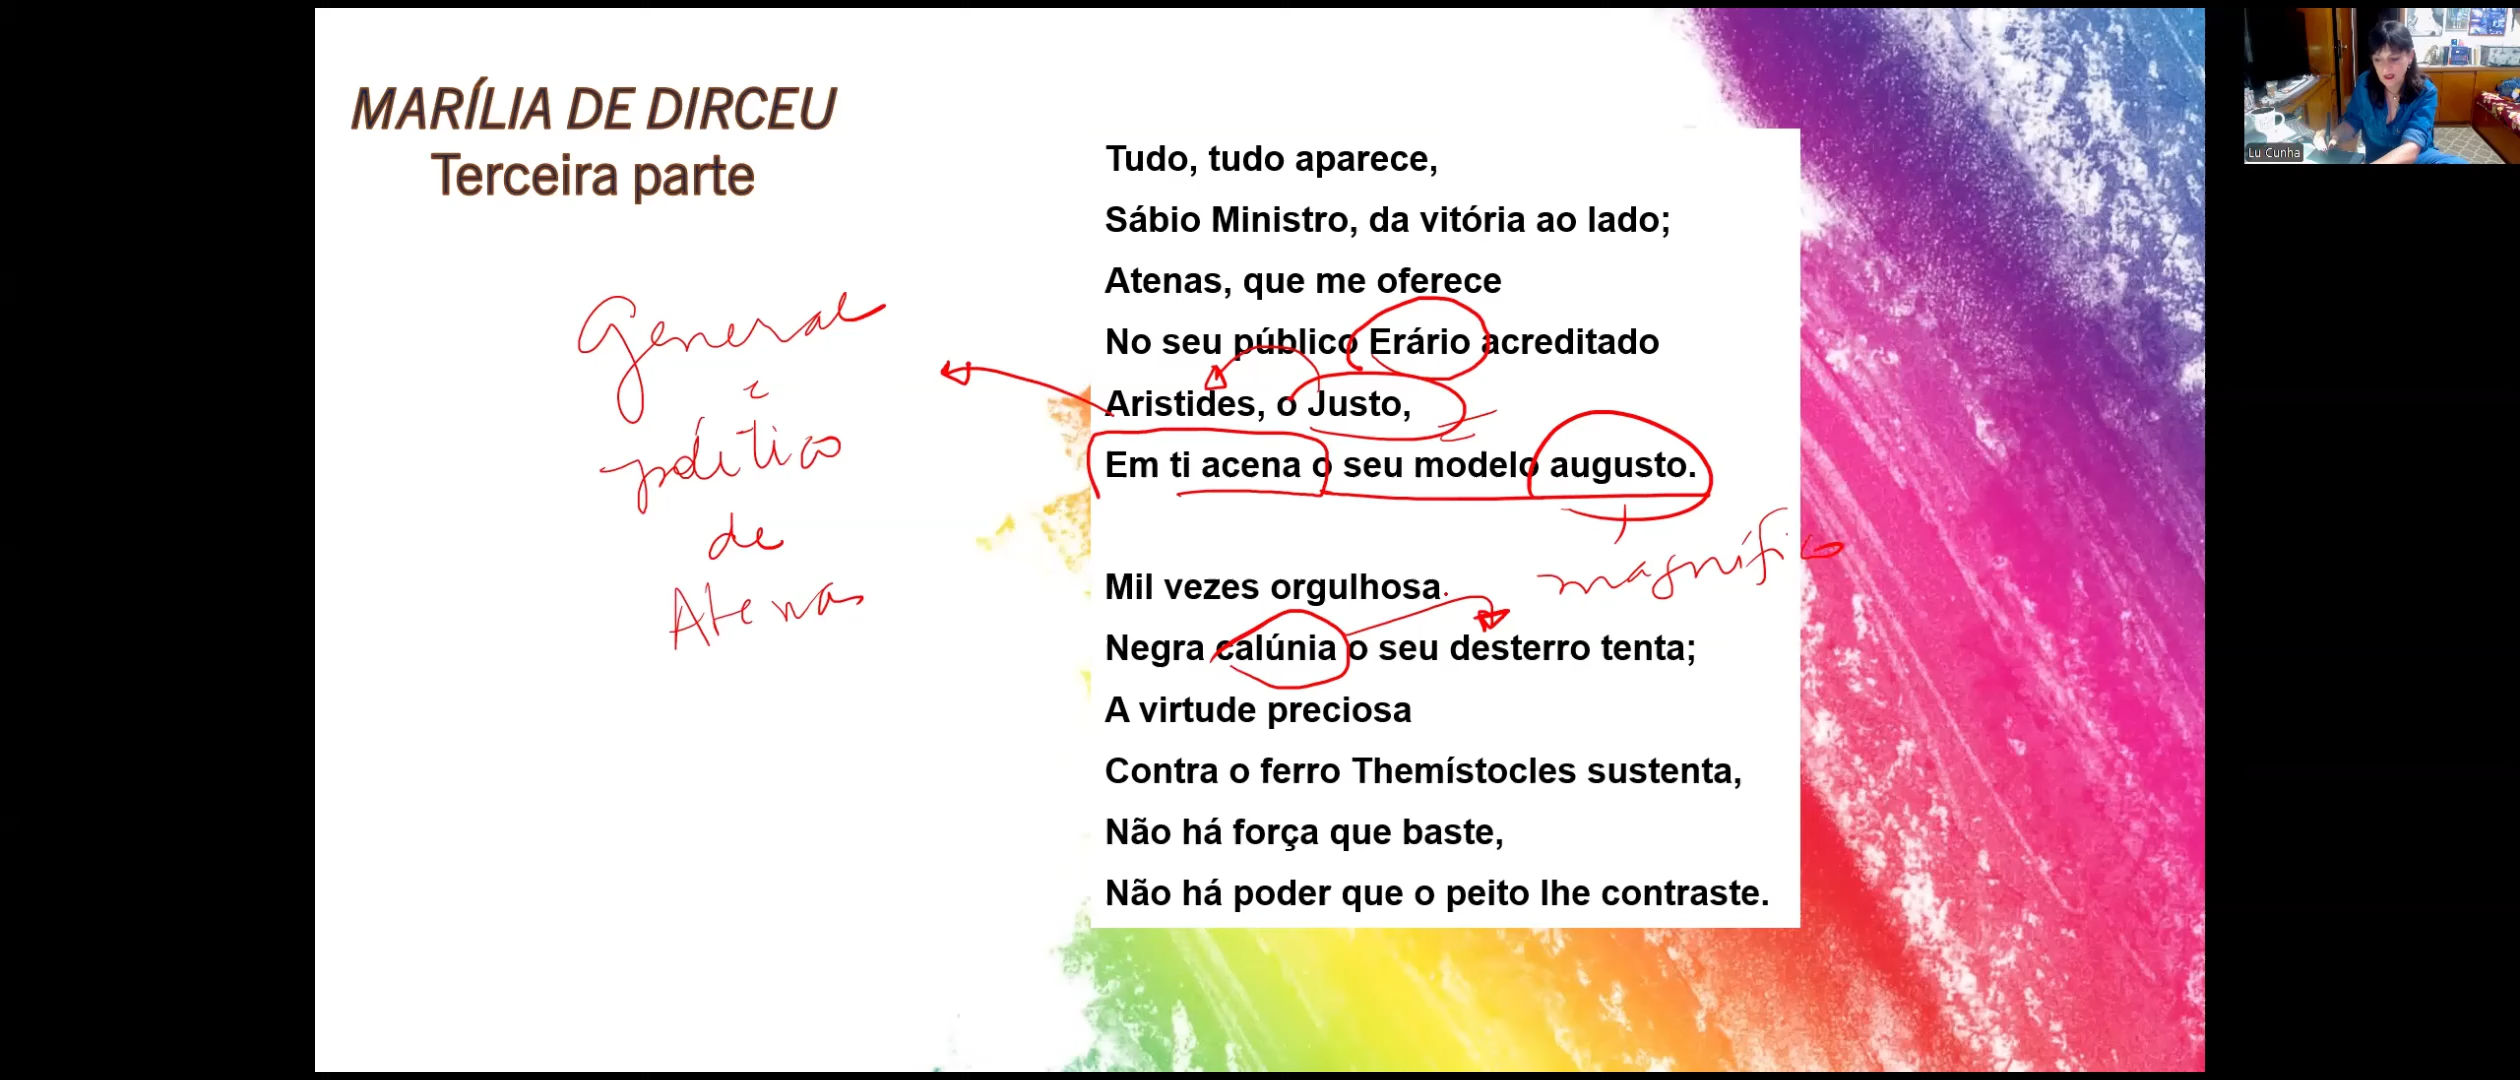 MARÍLIA DE DIRCEU
Terceira parte
General
e
político
de
Atenas
Tudo, tudo aparece,
Sábio Ministro, da vitória ao lado;
Atenas, que me oferece
No seu público Erário acreditado
Aristides, o Justo,
Em ti acena o seu modelo augusto.
magnífico
Mil vezes orgulhosa
Negra calúnia o seu desterro tenta;
A virtude preciosa
Contra o ferro Themístocles sustenta,
Não há força que baste,
Não há poder que o peito lhe contraste.
Lu Cunha